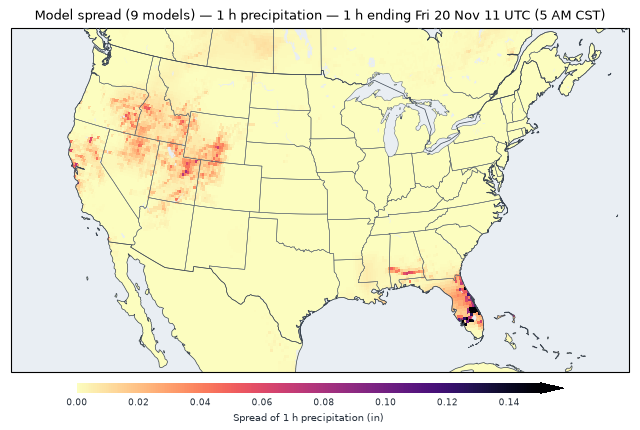 Model spread (9 models) — 1 h precipitation — 1 h ending Fri 20 Nov 11 UTC (5 AM CST)
0.00 0.02 0.04 0.06 0.08 0.10 0.12 0.14
Spread of 1 h precipitation (in)